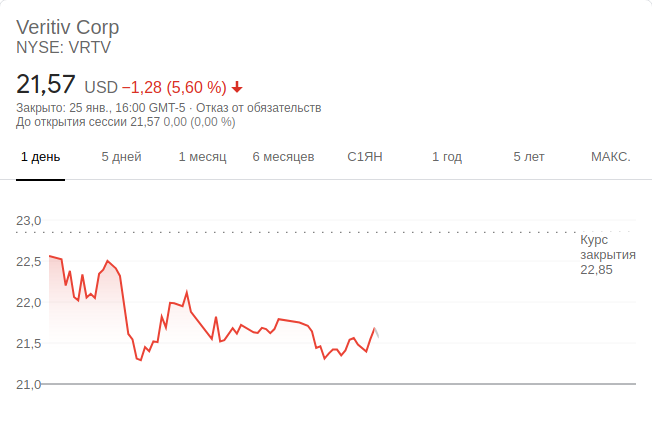 Veritiv Corp
NYSE: VRTV
21,57 USD −1,28 (5,60 %)
Закрыто: 25 янв., 16:00 GMT-5 · Отказ от обязательств
До открытия сессии 21,57 0,00 (0,00 %)
1 день 5 дней 1 месяц 6 месяцев С1ЯН 1 год 5 лет МАКС.
23,0
Курс
закрытия
22,85
22,5
22,0
21,5
21,0